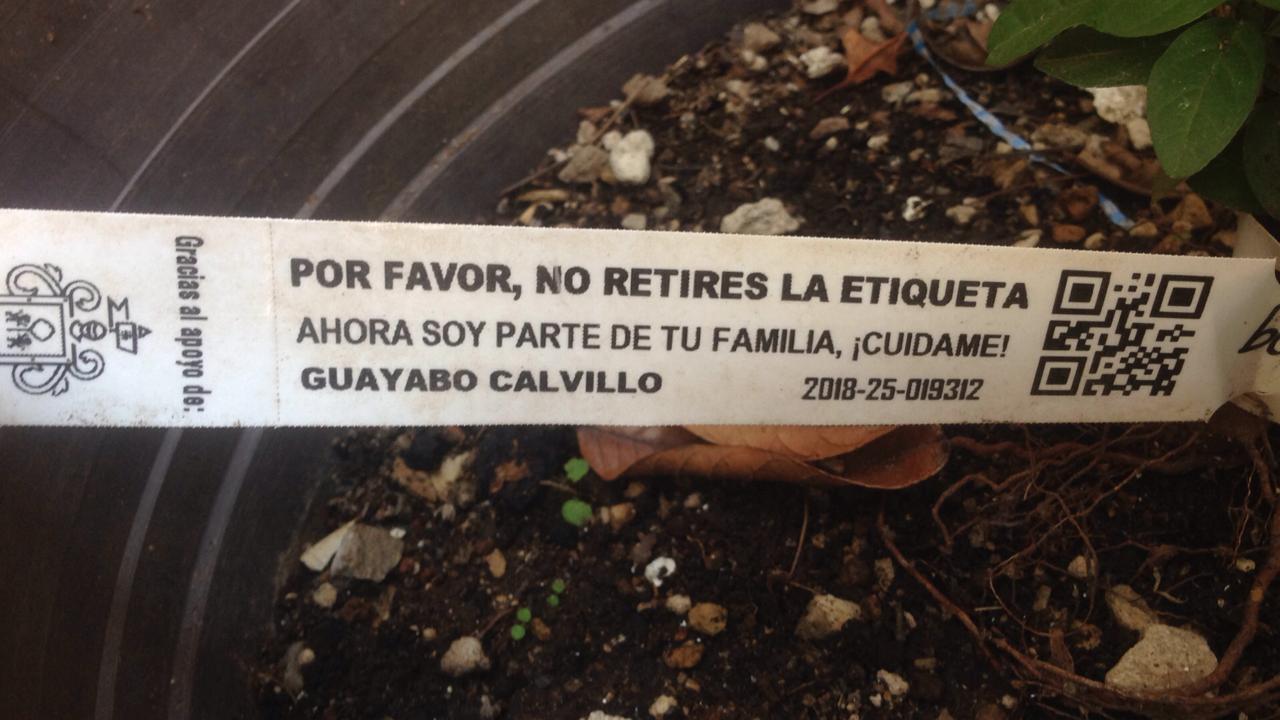 Gracias al apoyo de:
POR FAVOR, NO RETIRES LA ETIQUETA
AHORA SOY PARTE DE TU FAMILIA, ¡CUIDAME!
GUAYABO CALVILLO
2018-25-019312